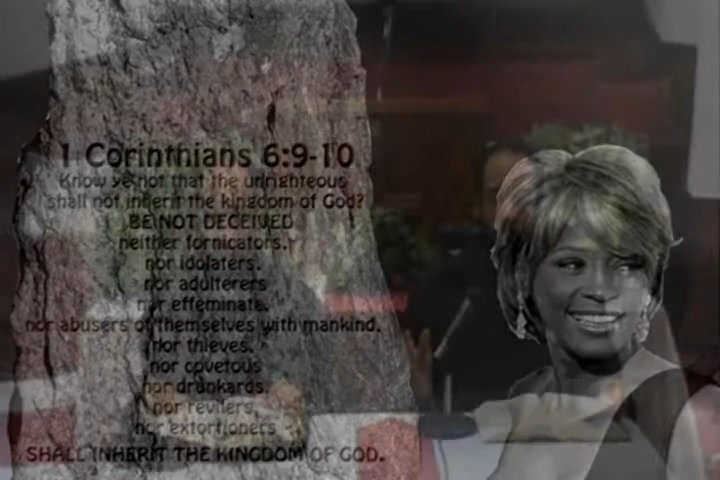 1 Corinthians 6:9-10
Know ye not that the unrighteous
shall not inherit the kingdom of God?
BE NOT DECEIVED
neither fornicators.
nor idolaters.
nor adulterers
nor effeminate.
nor abusers of themselves with mankind.
nor thieves.
nor covetous
nor drunkards.
nor revilers.
nor extortioners
SHALL INHERIT THE KINGDOM OF GOD.